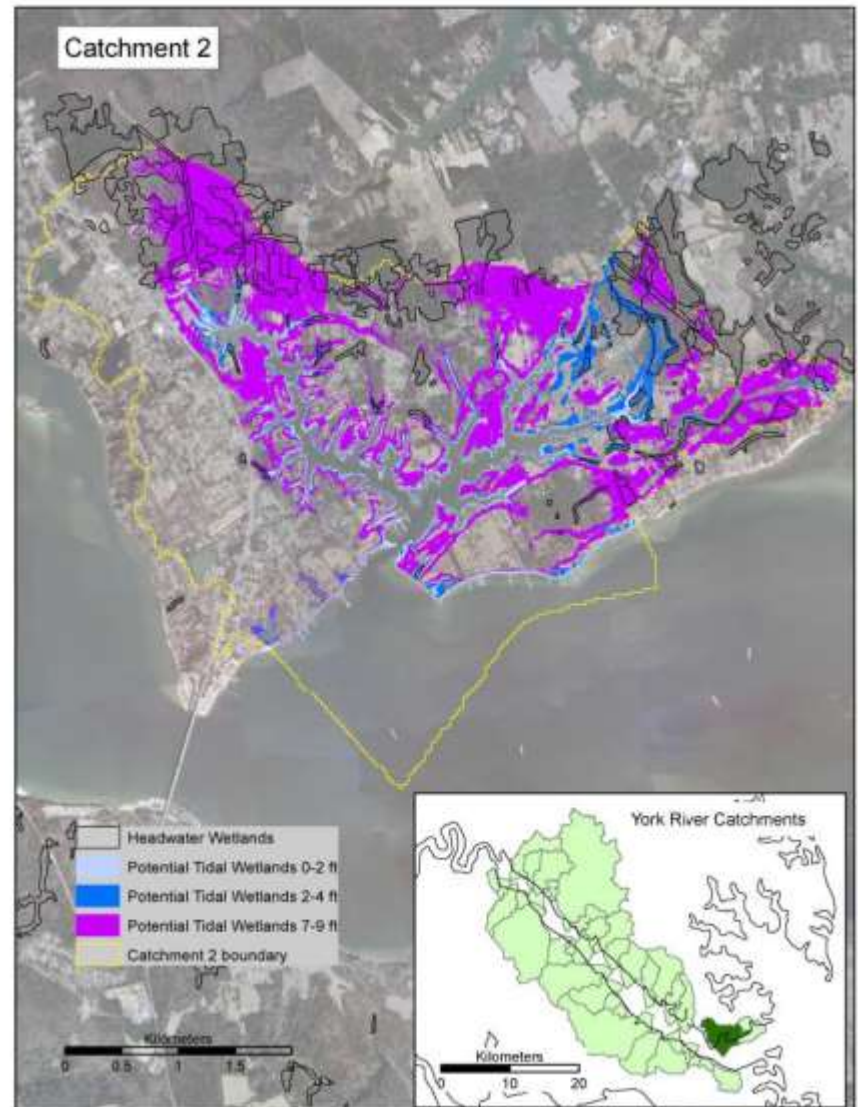 Catchment 2
Headwater Wetlands
Potential Tidal Wetlands 0-2 ft
Potential Tidal Wetlands 2-4 ft
Potential Tidal Wetlands 7-9 ft
Catchment 2 boundary
Kilometers
0 0.5 1 1.5 2
York River Catchments
Kilometers
0 10 20